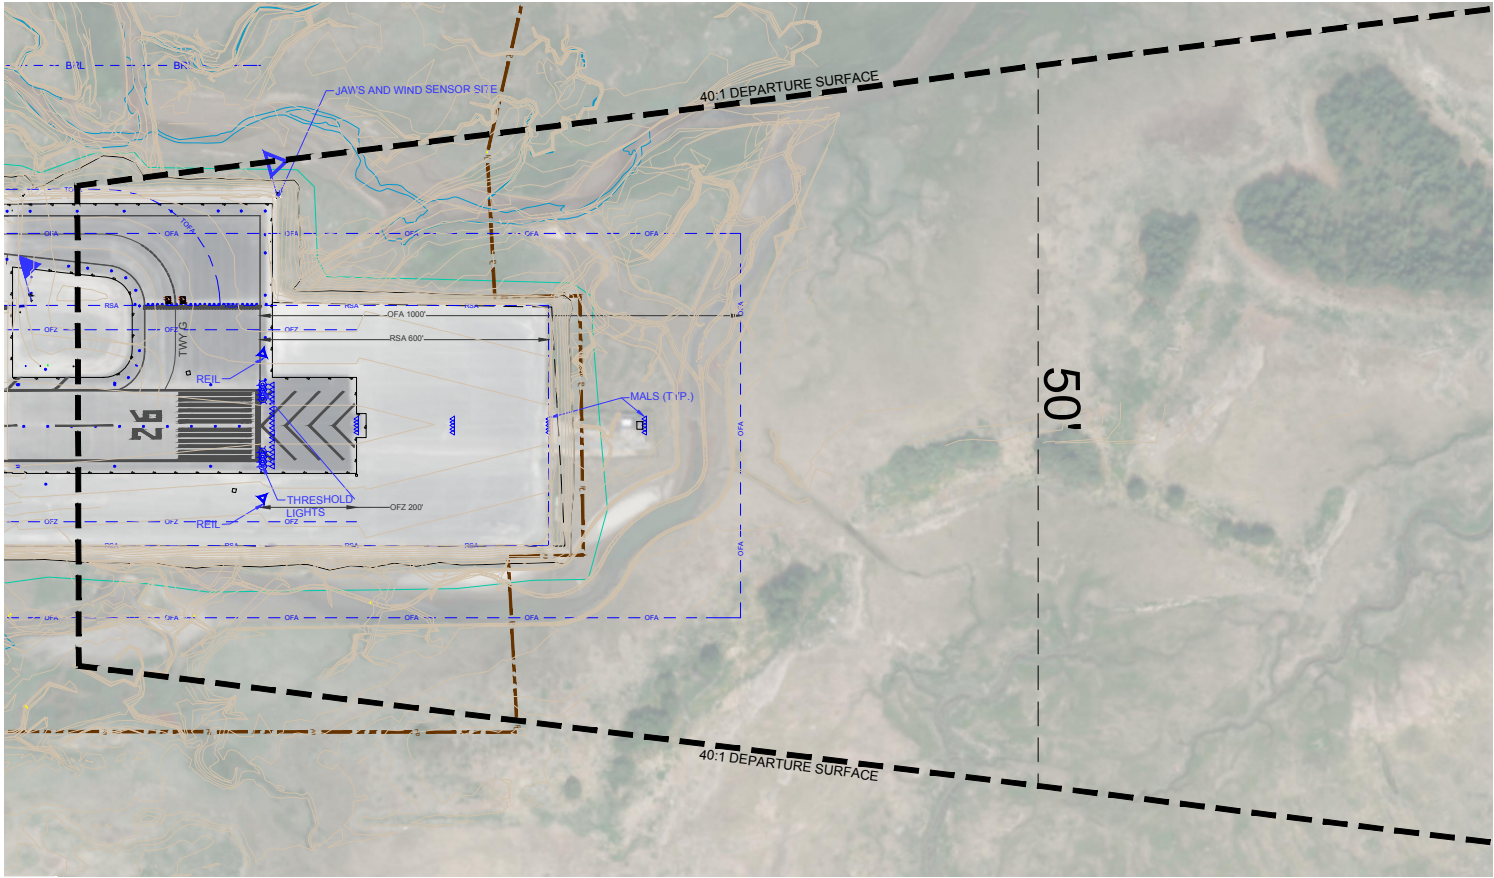 BRL
BRL
JAWS AND WIND SENSOR SITE
40:1 DEPARTURE SURFACE
TOFA
OFA
OFA
OFA
OFA
OFA
OFA
RSA
RSA
RSA
OFA
OFA 1000'
OFZ
OFZ
OFZ
TWY G
RSA 600'
REIL
50'
MALS (TYP.)
26
OFA
THRESHOLD
LIGHTS
OFZ 200'
OFZ
OFZ
OFZ
REIL
RSA
RSA
RSA
RSA
OFA
OFA
OFA
OFA
OFA
OFA
OFA
40:1 DEPARTURE SURFACE